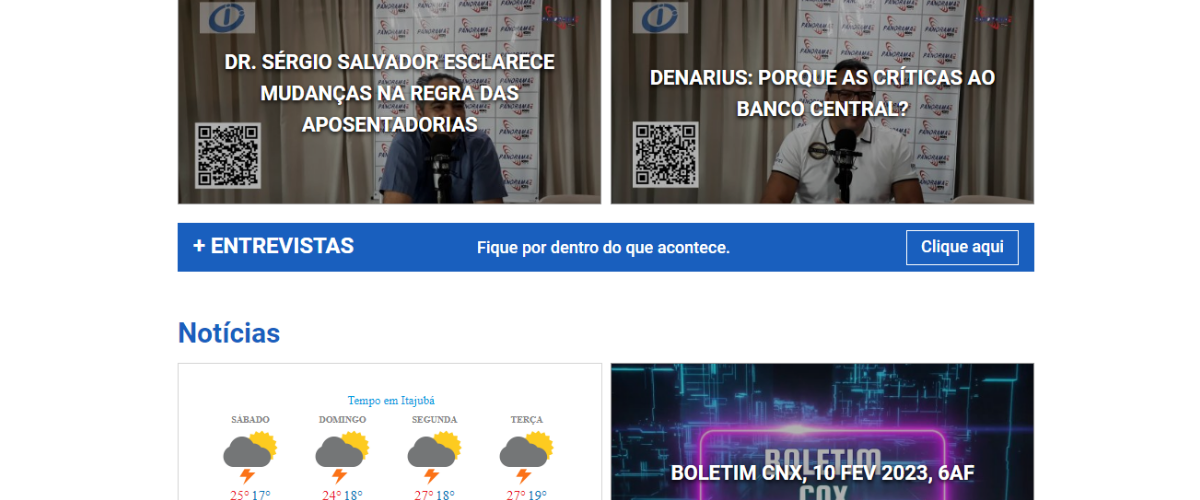 DR. SÉRGIO SALVADOR ESCLARECE
MUDANÇAS NA REGRA DAS
APOSENTADORIAS
DENARIUS: PORQUE AS CRÍTICAS AO
BANCO CENTRAL?
+ ENTREVISTAS
Fique por dentro do que acontece.
Clique aqui
Notícias
Tempo em Itajubá
SÁBADO DOMINGO SEGUNDA TERÇA
25° 17° 24° 18° 27° 18° 27° 19°
BOLETIM
BOLETIM CNX, 10 FEV 2023, 6AF
CNX